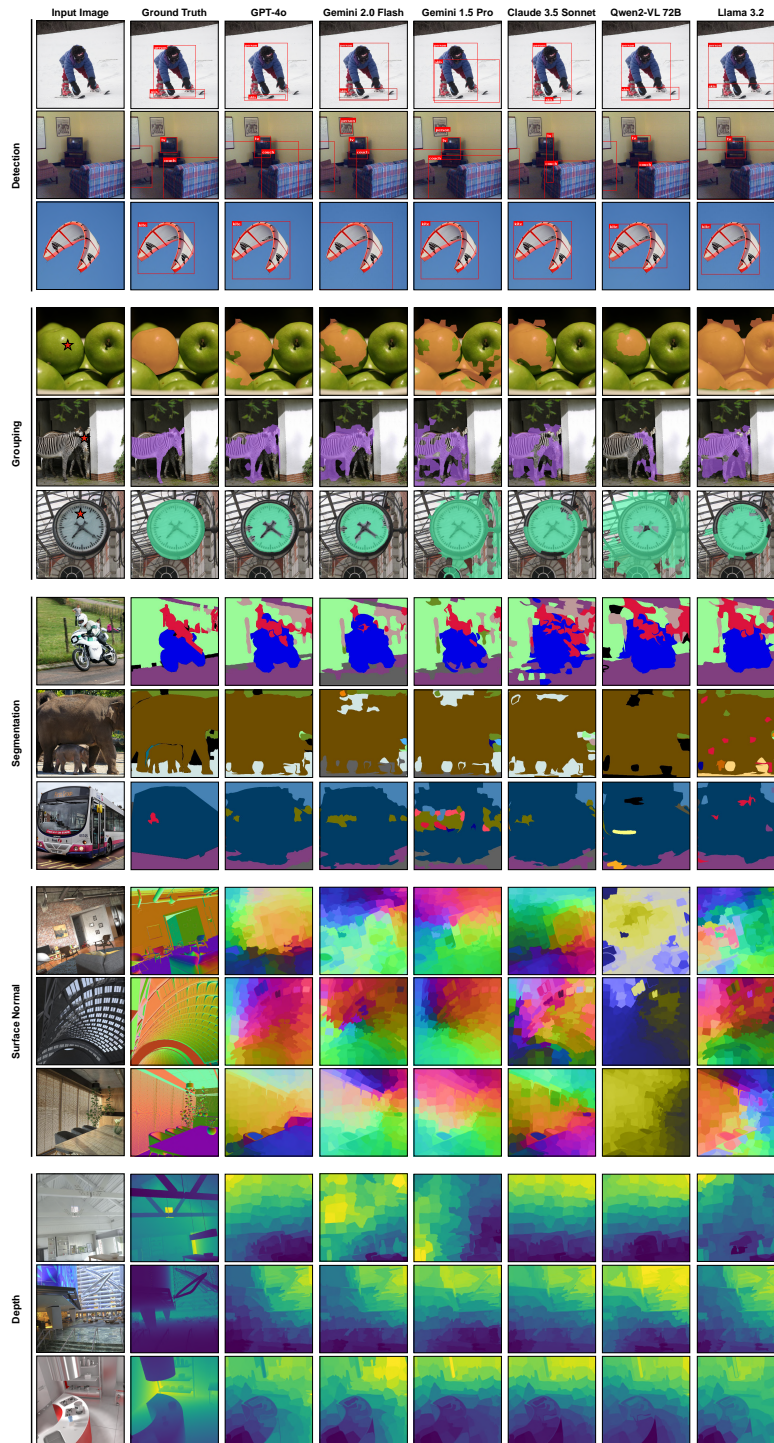 Input Image Ground Truth GPT-4o Gemini 2.0 Flash Gemini 1.5 Pro Claude 3.5 Sonnet Qwen2-VL 72B Llama 3.2
Detection
Grouping
Segmentation
Surface Normal
Depth